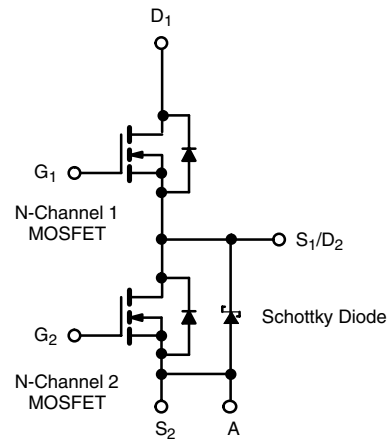 D1
G1
N-Channel 1
MOSFET
S1/D2
G2
Schottky Diode
N-Channel 2
MOSFET
S2
A